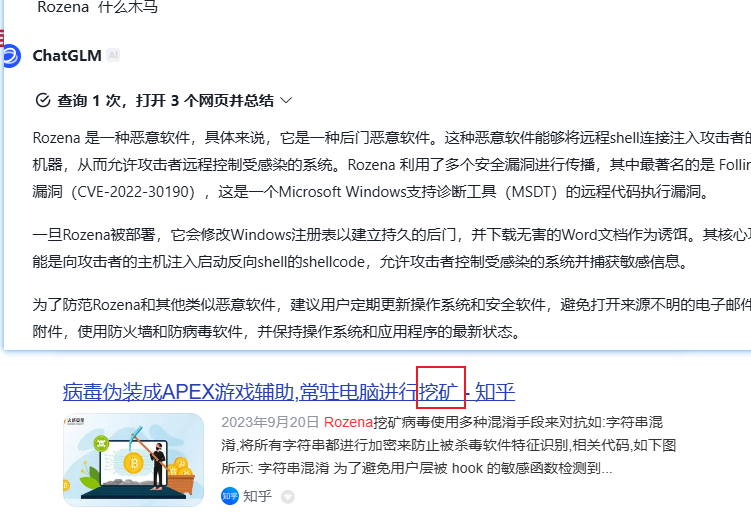 Rozena 什么木马
ChatGLM AI
查询 1 次，打开 3 个网页并总结
Rozena 是一种恶意软件，具体来说，它是一种后门恶意软件。这种恶意软件能够将远程shell连接注入攻击者的
机器，从而允许攻击者远程控制受感染的系统。Rozena 利用了多个安全漏洞进行传播，其中最著名的是 Follin
漏洞（CVE-2022-30190），这是一个Microsoft Windows支持诊断工具（MSDT）的远程代码执行漏洞。
一旦Rozena被部署，它会修改Windows注册表以建立持久的后门，并下载无害的Word文档作为诱饵。其核心功
能是向攻击者的主机注入启动反向shell的shellcode，允许攻击者控制受感染的系统并捕获敏感信息。
为了防范Rozena和其他类似恶意软件，建议用户定期更新操作系统和安全软件，避免打开来源不明的电子邮件
附件，使用防火墙和防病毒软件，并保持操作系统和应用程序的最新状态。
病毒伪装成APEX游戏辅助,常驻电脑进行挖矿 - 知乎
2023年9月20日 Rozena挖矿病毒使用多种混淆手段来对抗如:字符串混
淆,将所有字符串都进行加密来防止被杀毒软件特征识别,相关代码,如下图
所示: 字符串混淆 为了避免用户层被 hook 的敏感函数检测到...
知乎 知乎